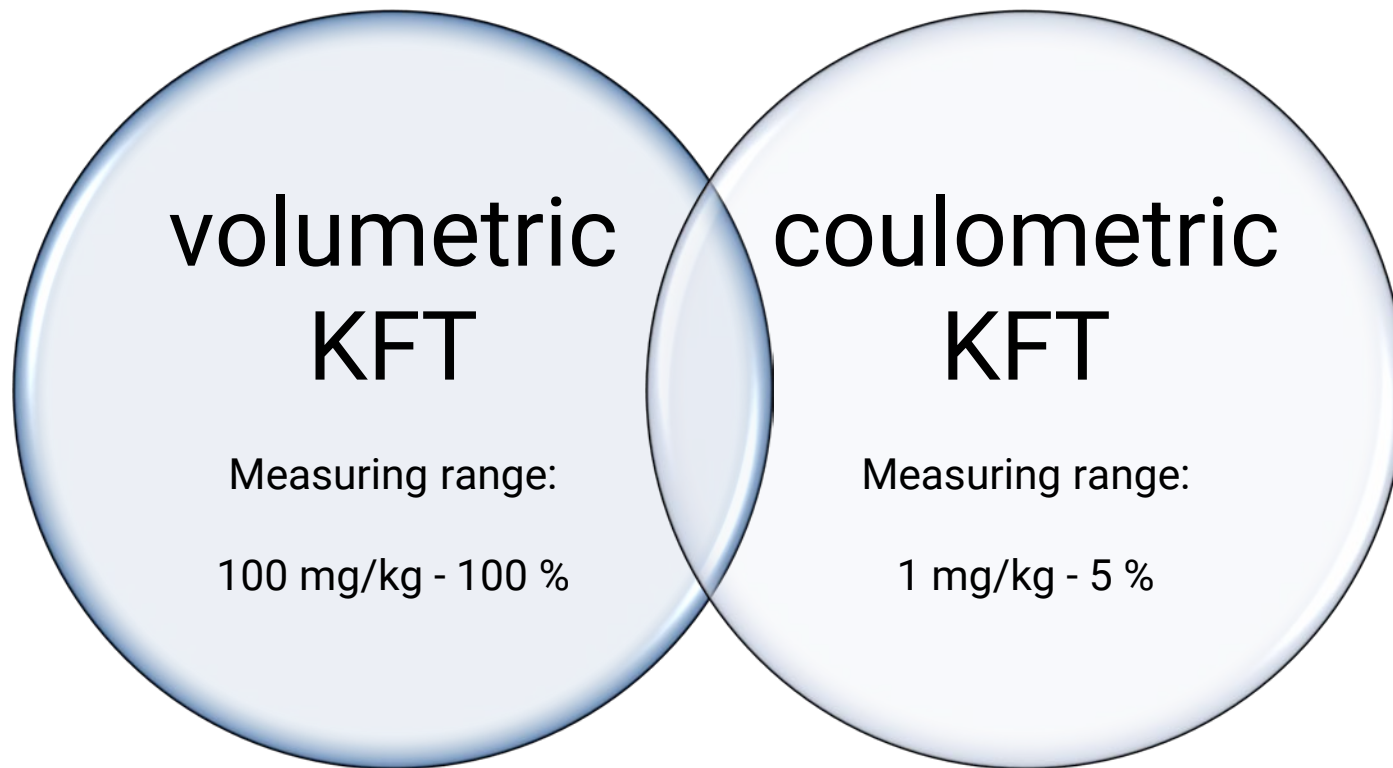 volumetric
KFT
Measuring range:
100 mg/kg - 100 %
coulometric
KFT
Measuring range:
1 mg/kg - 5 %